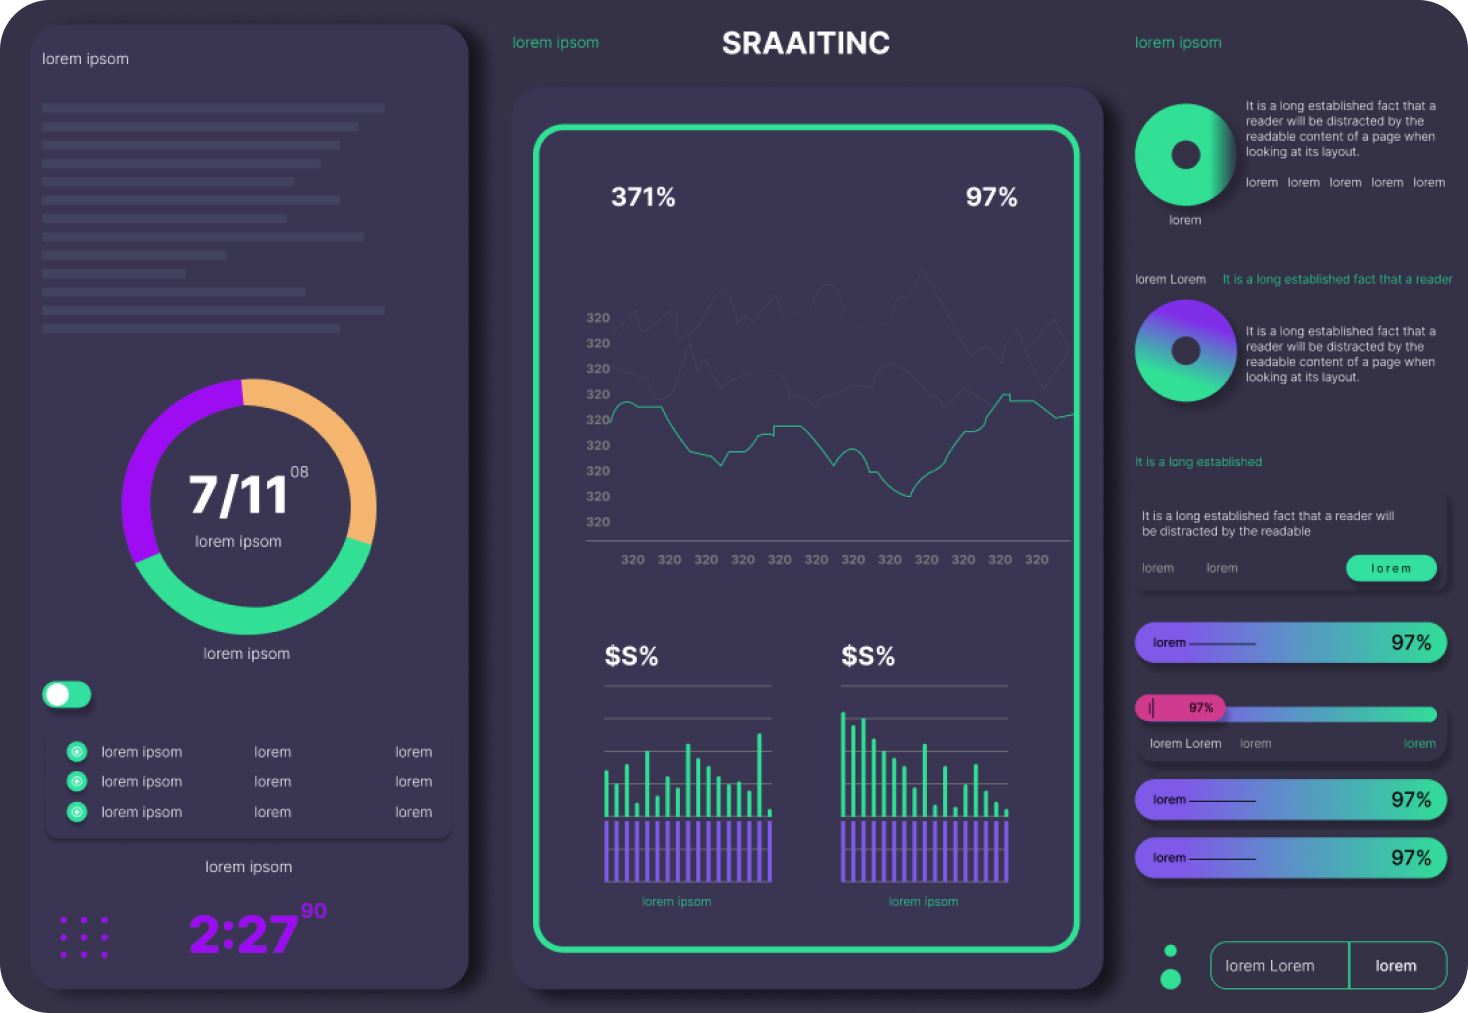 lorem ipsom
7/11 08
lorem ipsom
lorem ipsom
lorem ipsom lorem lorem
lorem ipsom lorem lorem
lorem ipsom lorem lorem
lorem ipsom
2:27 90
lorem ipsom
SRAAITINC
371% 97%
320
320
320
320
320
320
320
320
320
320 320 320 320 320 320 320 320 320 320 320 320
$S% $S%
lorem ipsom lorem ipsom
lorem ipsom
It is a long established fact that a
reader will be distracted by the
readable content of a page when
looking at its layout.
lorem lorem lorem lorem lorem
lorem
lorem Lorem It is a long established fact that a reader
It is a long established fact that a
reader will be distracted by the
readable content of a page when
looking at its layout.
It is a long established
It is a long established fact that a reader will
be distracted by the readable
lorem lorem lorem
lorem 97%
97%
lorem Lorem lorem lorem
lorem 97%
lorem 97%
lorem Lorem lorem